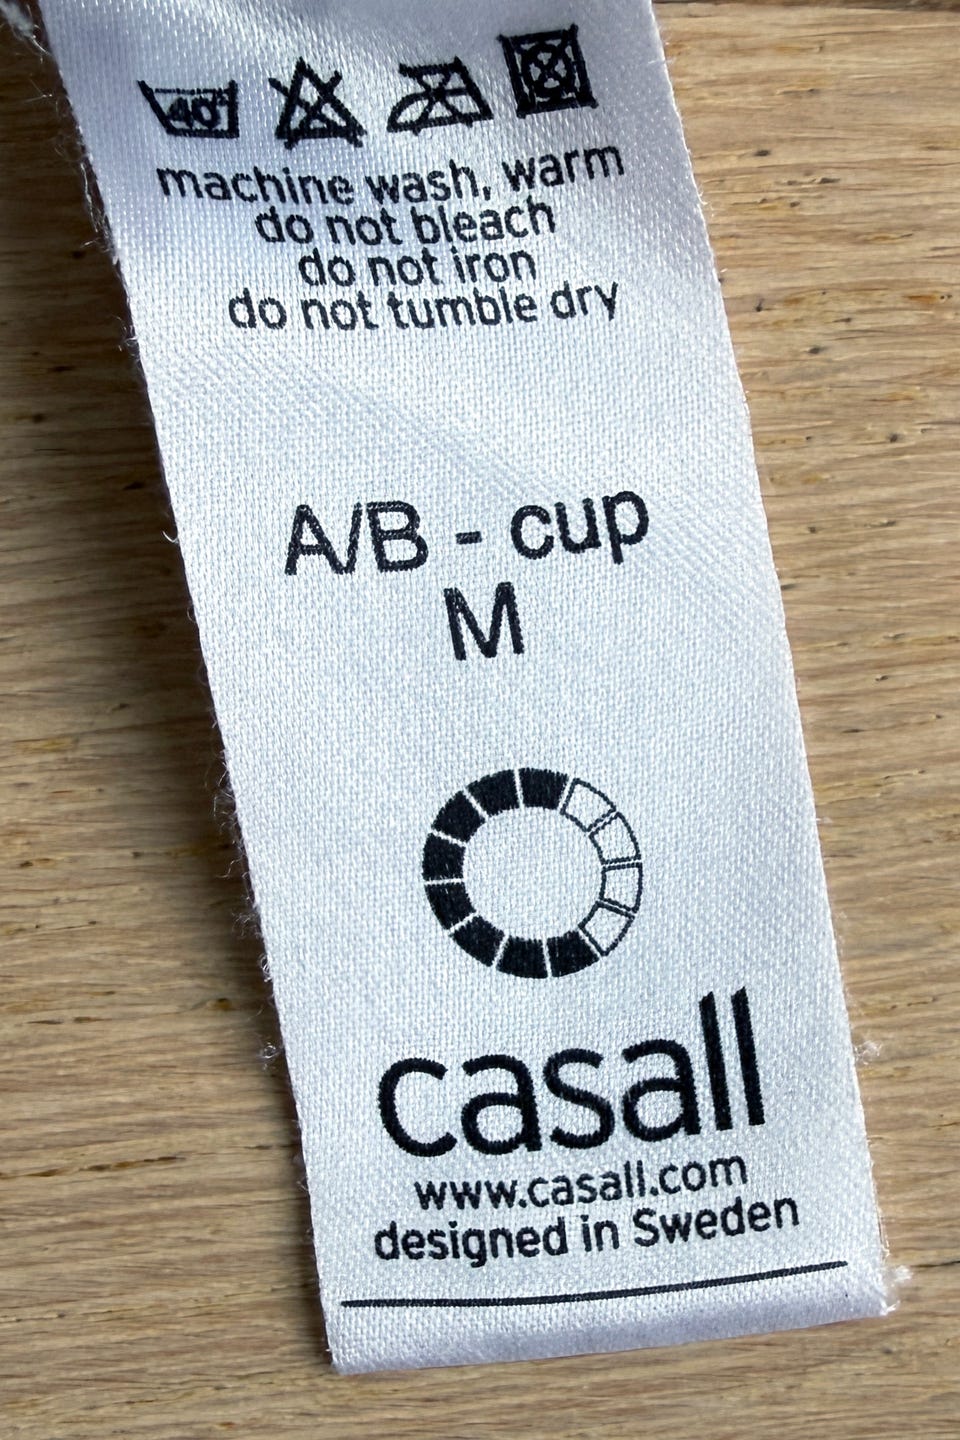 40°
machine wash, warm
do not bleach
do not iron
do not tumble dry
A/B - cup
M
casall
www.casall.com
designed in Sweden